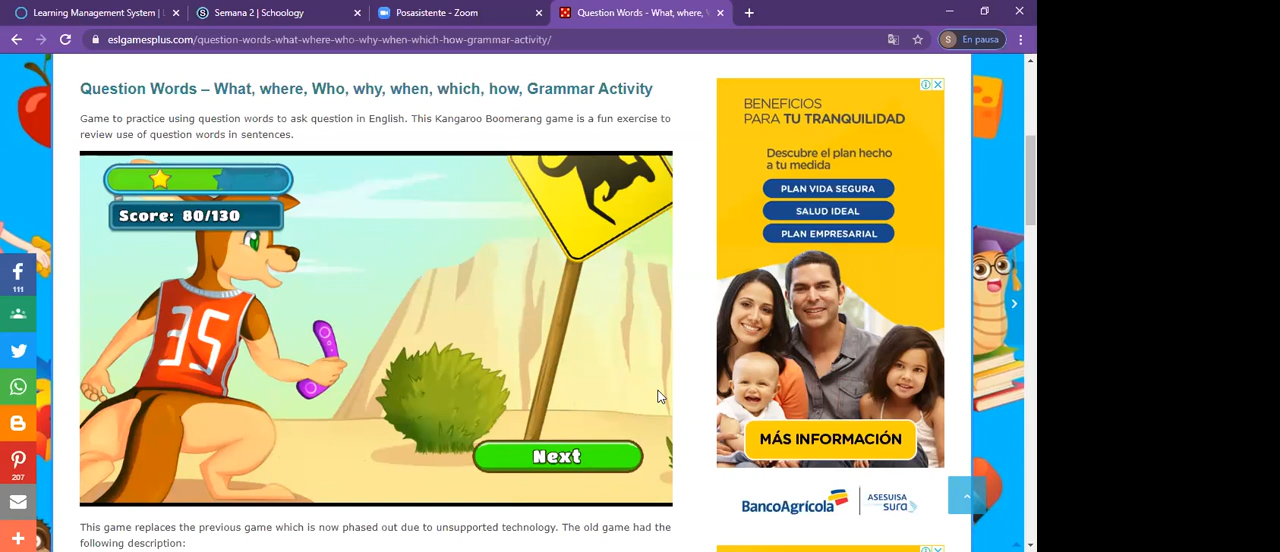 Learning Management System | L
Semana 2 | Schoology
Posasistente - Zoom
Question Words - What, where, W
eslgamesplus.com/question-words-what-where-who-why-when-which-how-grammar-activity/
S
En pausa
Question Words – What, where, Who, why, when, which, how, Grammar Activity
Game to practice using question words to ask question in English. This Kangaroo Boomerang game is a fun exercise to
review use of question words in sentences.
Score: 80/130
35
Next
This game replaces the previous game which is now phased out due to unsupported technology. The old game had the
following description:
111
207
BENEFICIOS
PARA TU TRANQUILIDAD
Descubre el plan hecho
a tu medida
PLAN VIDA SEGURA
SALUD IDEAL
PLAN EMPRESARIAL
MÁS INFORMACIÓN
BancoAgrícola
ASESUISA
sura